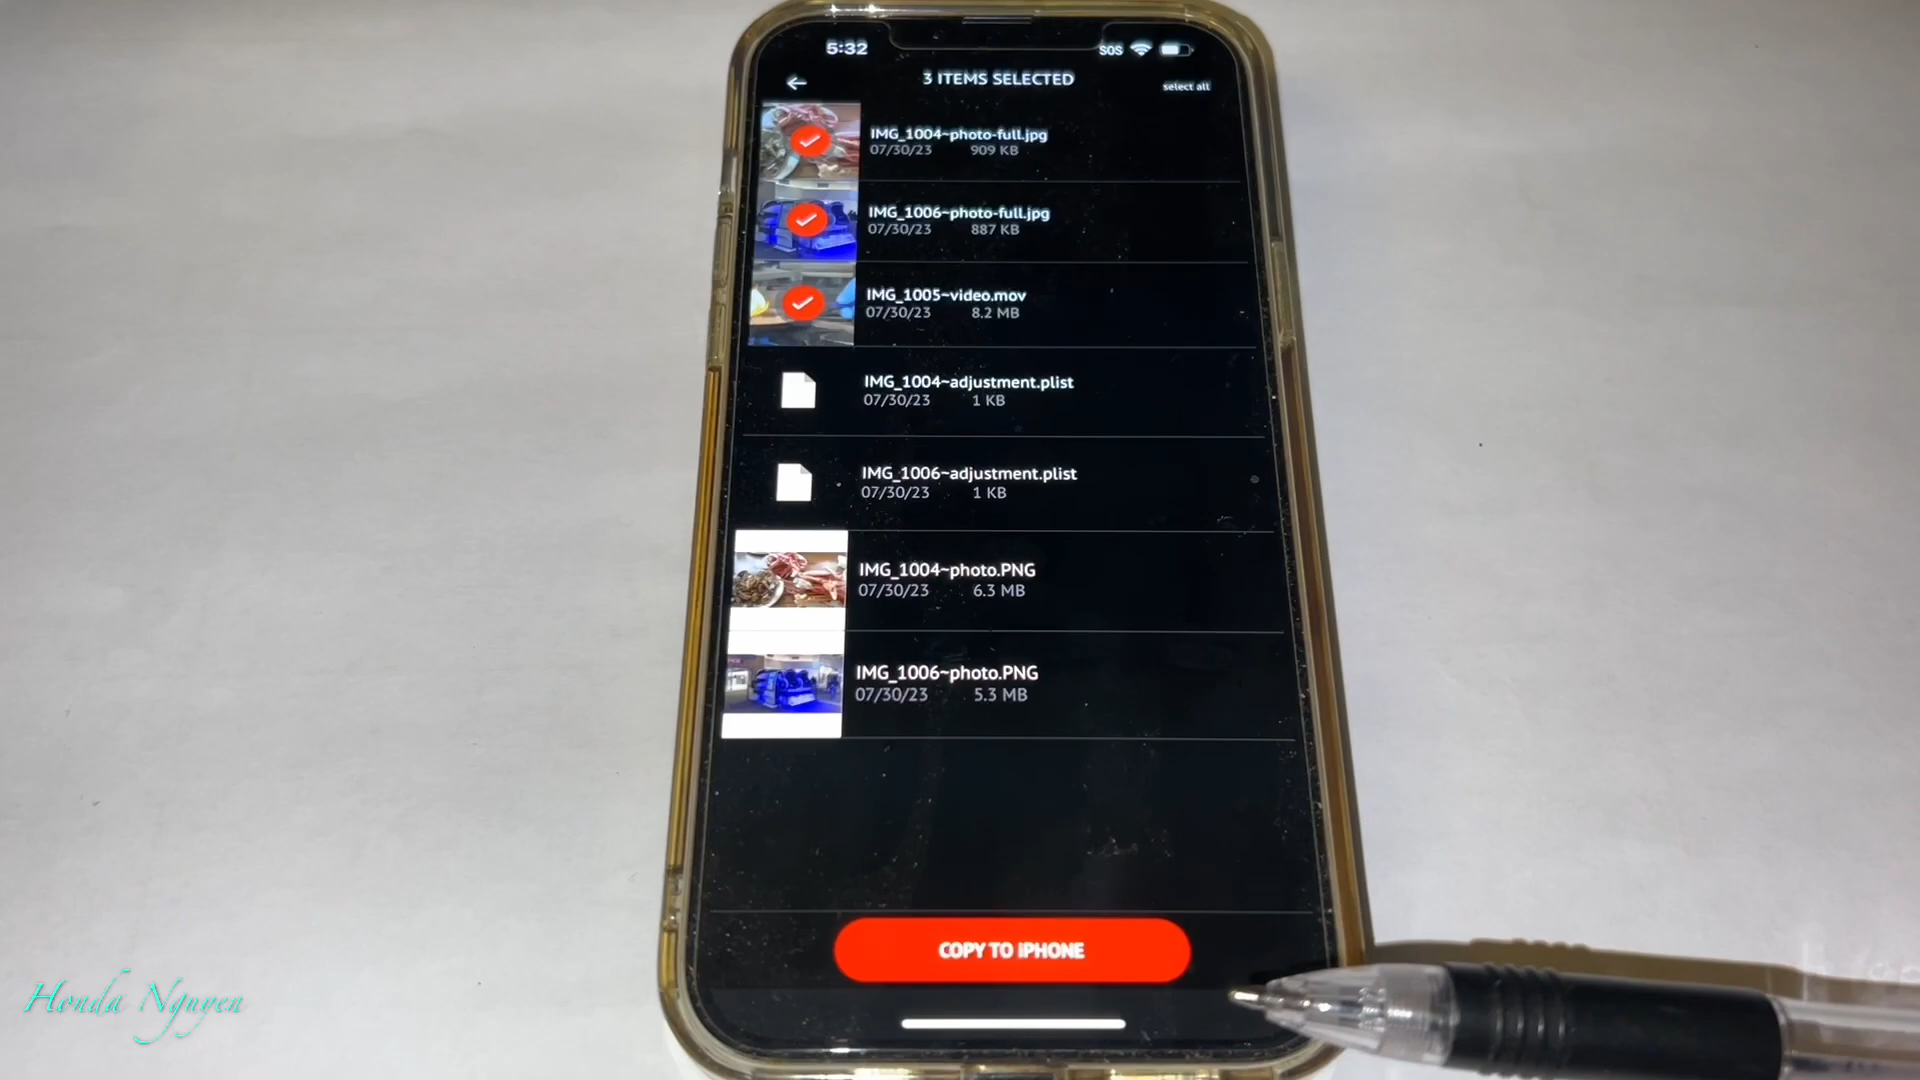 5:32
SOS
3 ITEMS SELECTED
select all
IMG_1004~photo-full.jpg
07/30/23 909 KB
IMG_1006~photo-full.jpg
07/30/23 887 KB
IMG_1005~video.mov
07/30/23 8.2 MB
IMG_1004~adjustment.plist
07/30/23 1 KB
IMG_1006~adjustment.plist
07/30/23 1 KB
IMG_1004~photo.PNG
07/30/23 6.3 MB
IMG_1006~photo.PNG
07/30/23 5.3 MB
COPY TO IPHONE
Honda Nguyen